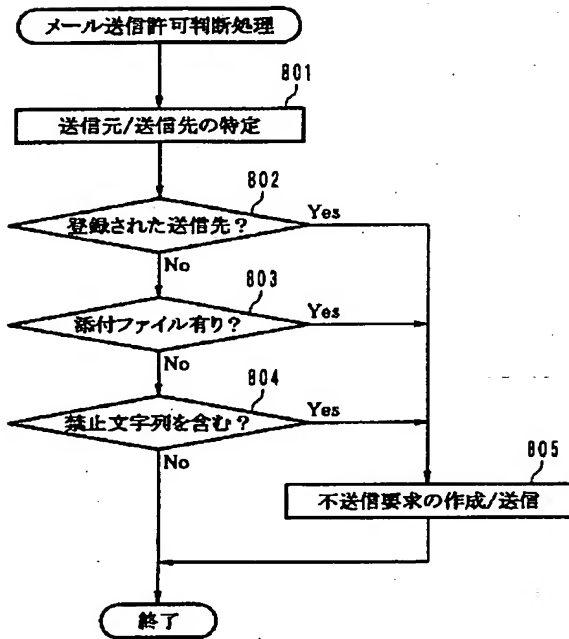 メール送信許可判断処理
801
送信元/送信先の特定
802
登録された送信先？
Yes
No
803
添付ファイル有り？
Yes
No
804
禁止文字列を含む？
Yes
No
805
不送信要求の作成/送信
終了